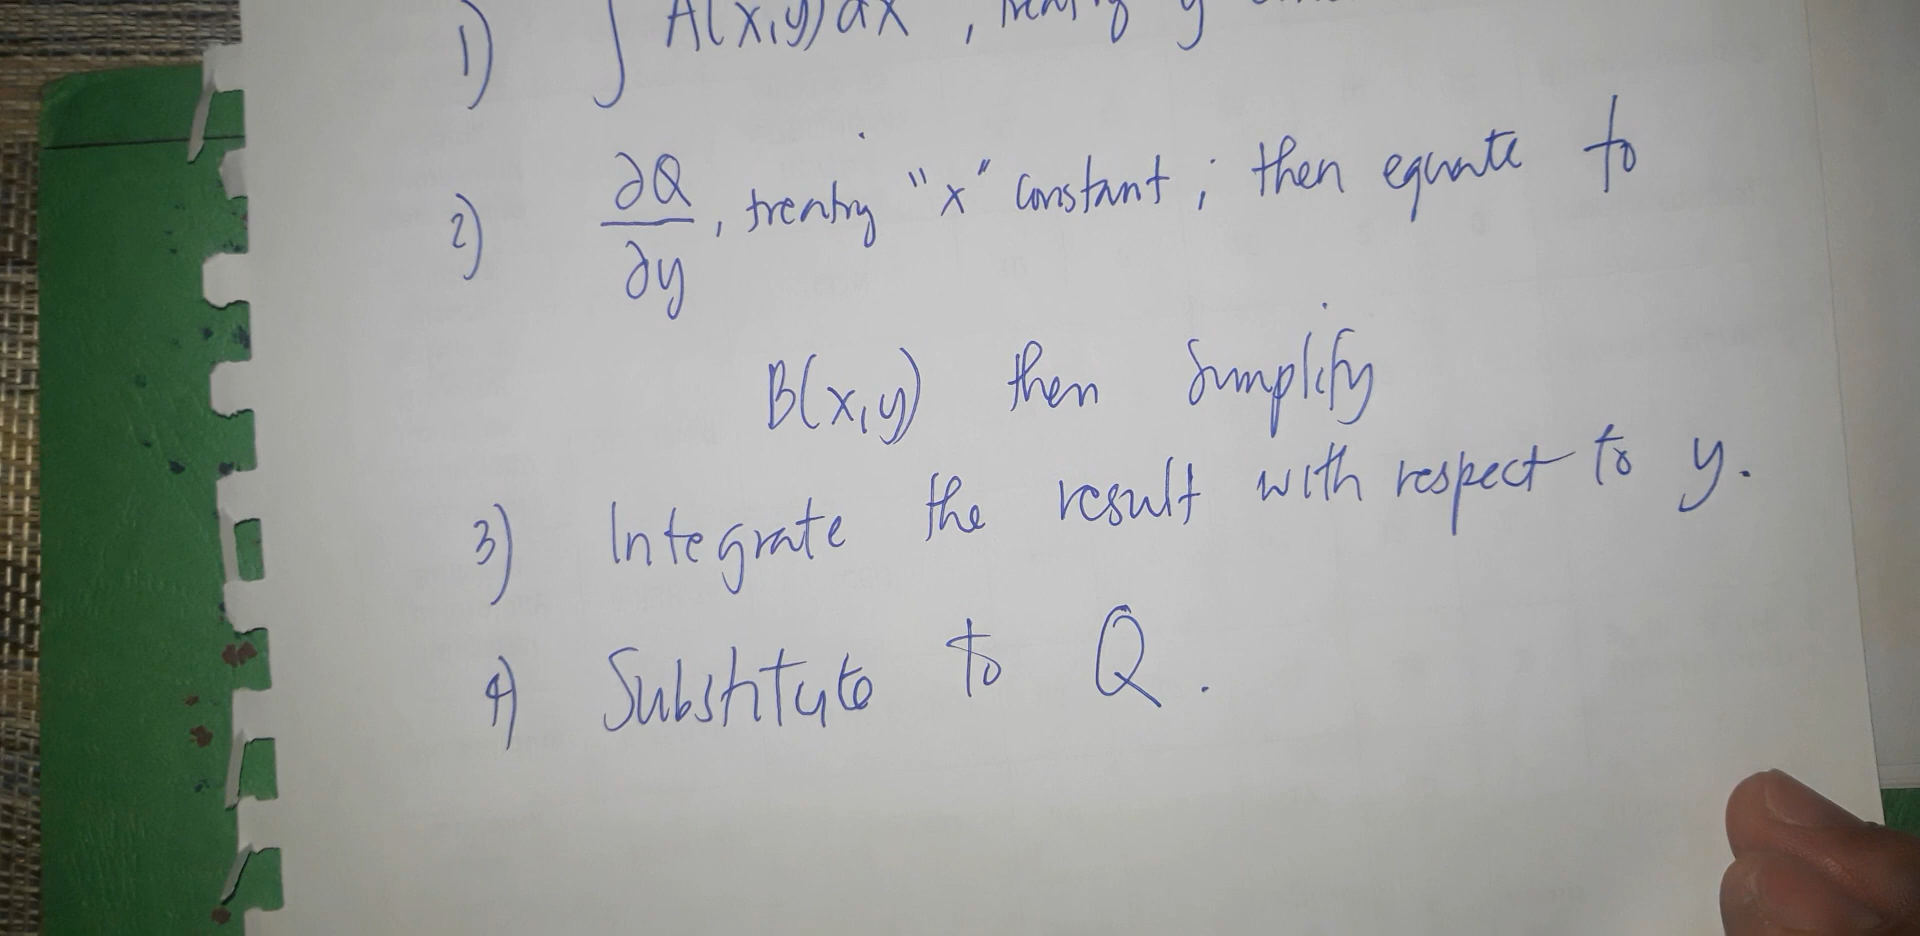 1) ∫ A(x,y)dx , y
2) ∂Q/∂y , treating "x" constant ; then equate to
B(x,y) then simplify
3) Integrate the result with respect to y.
4) Substitute to Q.